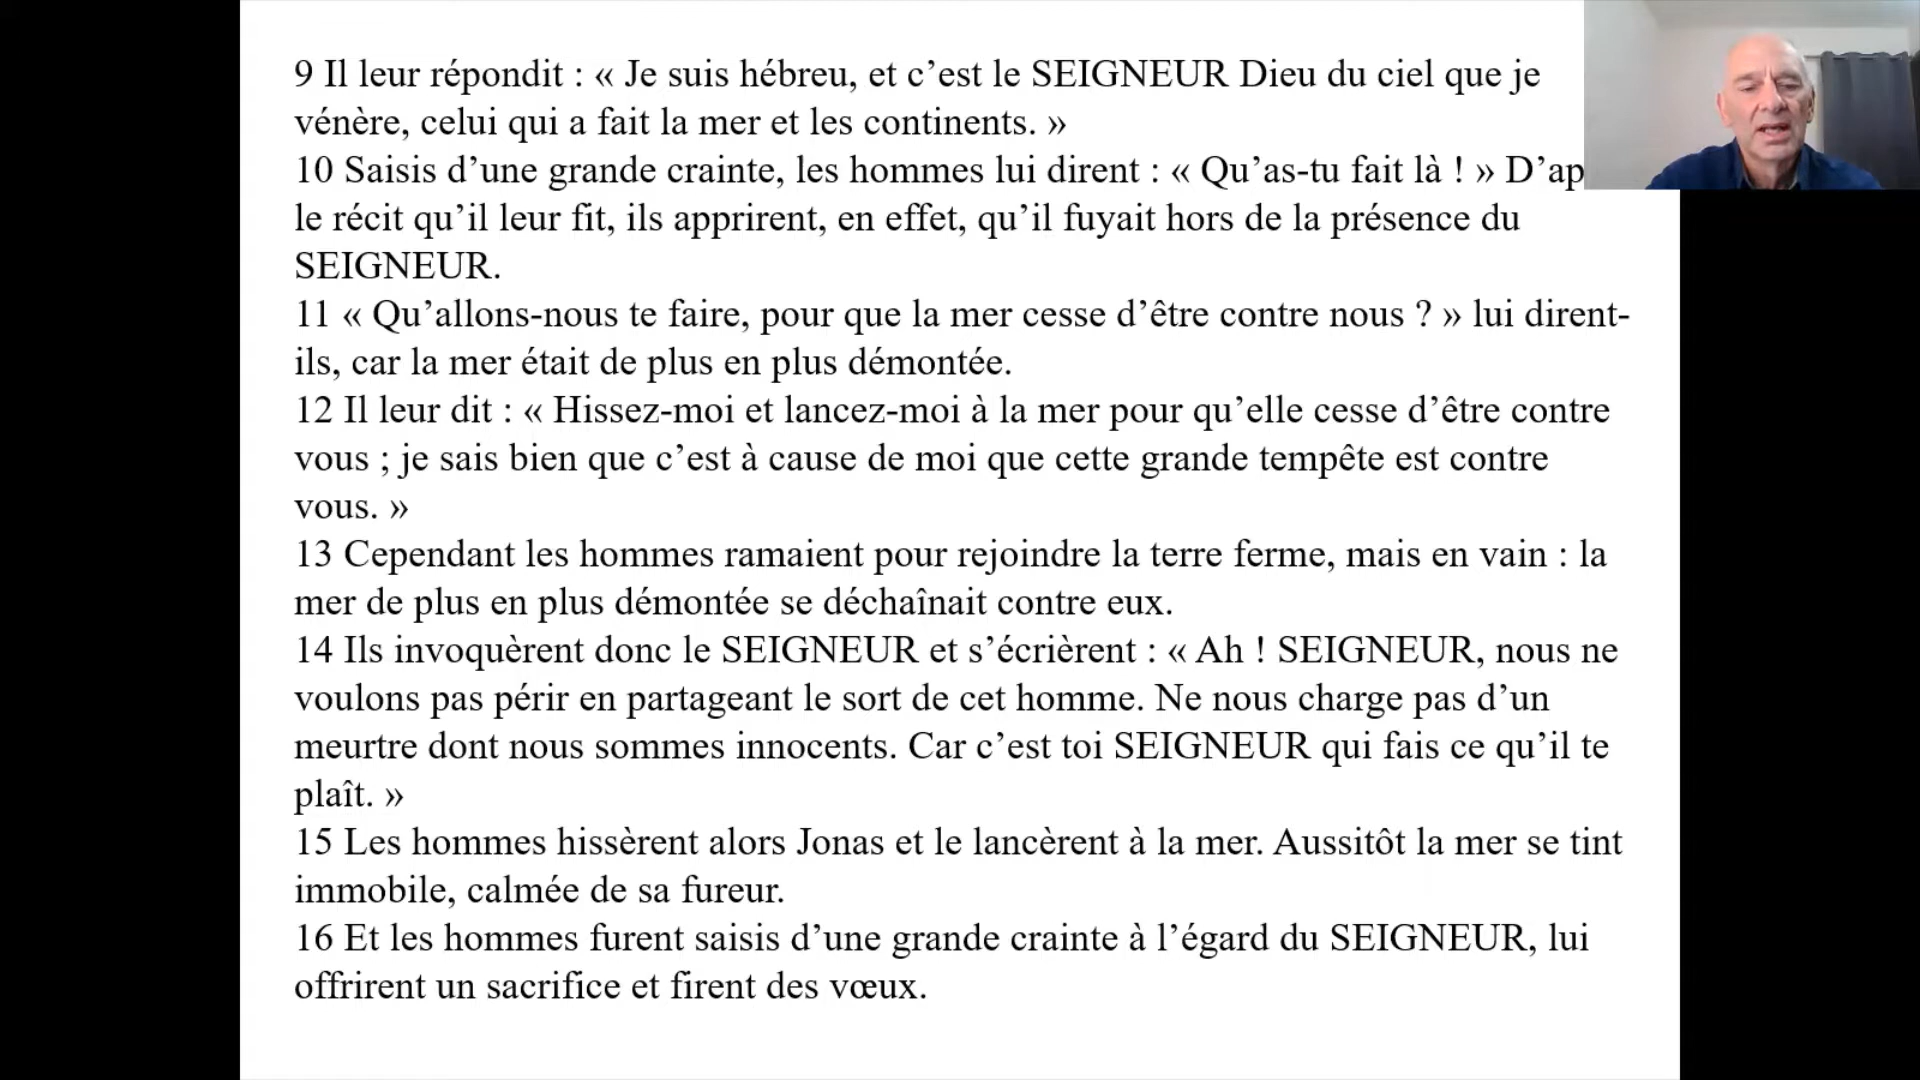 9 Il leur répondit : « Je suis hébreu, et c’est le SEIGNEUR Dieu du ciel que je
vénère, celui qui a fait la mer et les continents. »
10 Saisis d’une grande crainte, les hommes lui dirent : « Qu’as-tu fait là ! » D’ap
le récit qu’il leur fit, ils apprirent, en effet, qu’il fuyait hors de la présence du
SEIGNEUR.
11 « Qu’allons-nous te faire, pour que la mer cesse d’être contre nous ? » lui dirent-
ils, car la mer était de plus en plus démontée.
12 Il leur dit : « Hissez-moi et lancez-moi à la mer pour qu’elle cesse d’être contre
vous ; je sais bien que c’est à cause de moi que cette grande tempête est contre
vous. »
13 Cependant les hommes ramaient pour rejoindre la terre ferme, mais en vain : la
mer de plus en plus démontée se déchaînait contre eux.
14 Ils invoquèrent donc le SEIGNEUR et s’écrièrent : « Ah ! SEIGNEUR, nous ne
voulons pas périr en partageant le sort de cet homme. Ne nous charge pas d’un
meurtre dont nous sommes innocents. Car c’est toi SEIGNEUR qui fais ce qu’il te
plaît. »
15 Les hommes hissèrent alors Jonas et le lancèrent à la mer. Aussitôt la mer se tint
immobile, calmée de sa fureur.
16 Et les hommes furent saisis d’une grande crainte à l’égard du SEIGNEUR, lui
offrirent un sacrifice et firent des vœux.